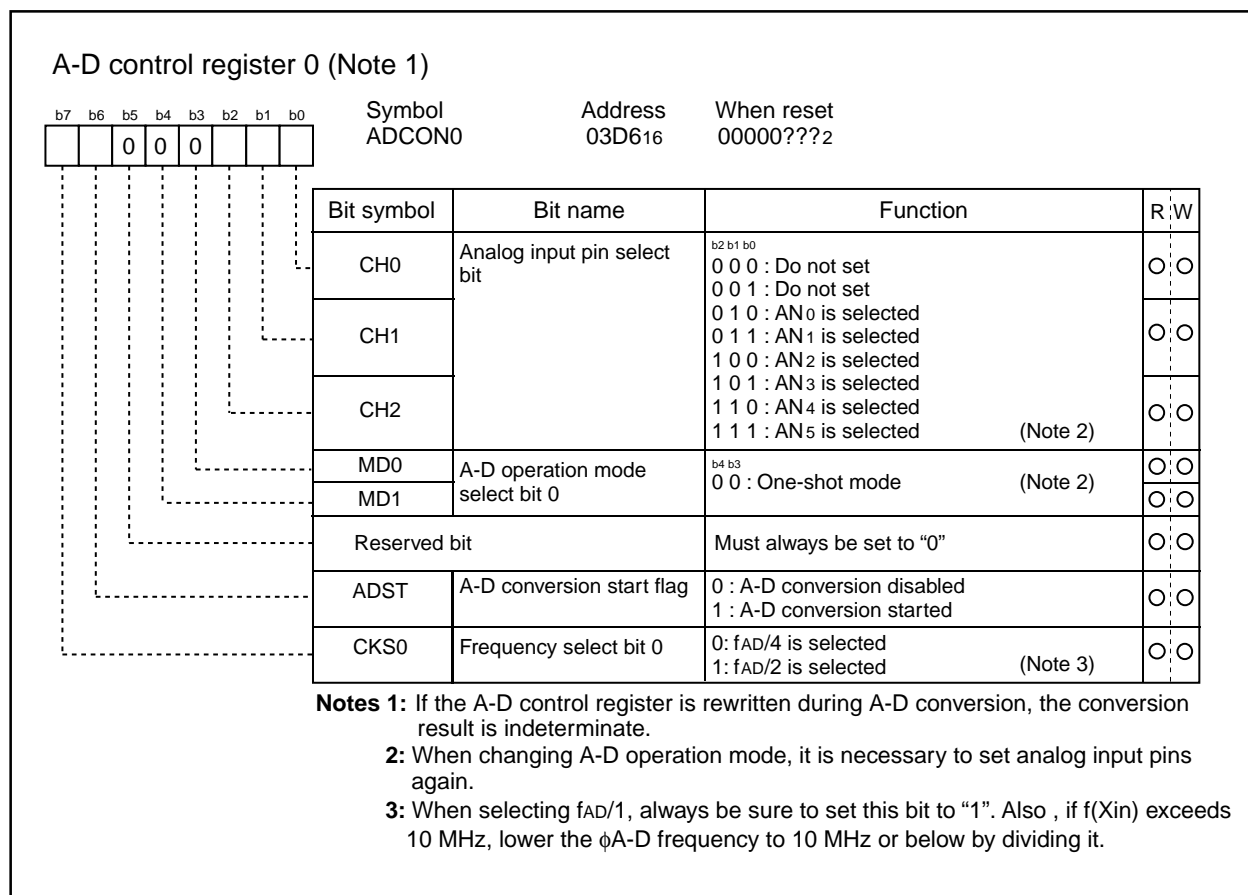 A-D control register 0 (Note 1)
b7 b6 b5 b4 b3 b2 b1 b0
0 0 0
Symbol Address When reset
ADCON0 03D616 00000???2
Bit symbol Bit name Function R W
CH0
Analog input pin select
bit
b2 b1 b0
0 0 0 : Do not set
0 0 1 : Do not set
0 1 0 : AN0 is selected
0 1 1 : AN1 is selected
1 0 0 : AN2 is selected
1 0 1 : AN3 is selected
1 1 0 : AN4 is selected
1 1 1 : AN5 is selected (Note 2)
CH1
CH2
MD0
MD1
A-D operation mode
select bit 0
b4 b3
0 0 : One-shot mode (Note 2)
Reserved bit Must always be set to “0”
ADST A-D conversion start flag 0 : A-D conversion disabled
1 : A-D conversion started
CKS0 Frequency select bit 0 0: fAD/4 is selected
1: fAD/2 is selected (Note 3)
Notes 1: If the A-D control register is rewritten during A-D conversion, the conversion
result is indeterminate.
2: When changing A-D operation mode, it is necessary to set analog input pins
again.
3: When selecting fAD/1, always be sure to set this bit to “1”. Also , if f(Xin) exceeds
10 MHz, lower the ϕA-D frequency to 10 MHz or below by dividing it.